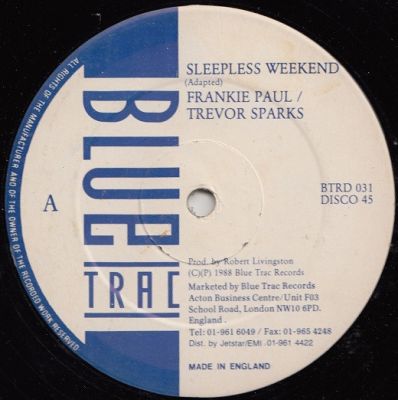 SLEEPLESS WEEKEND
(Adapted)
FRANKIE PAUL /
TREVOR SPARKS
BLUE
TRAC
A
BTRD 031
DISCO 45
Prod. by Robert Livingston
(C)(P) 1988 Blue Trac Records
Marketed by Blue Trac Records
Acton Business Centre/Unit F03
School Road, London NW10 6PD.
England.
Tel: 01-961 6049 / Fax: 01-965 4248
Dist. by Jetstar/EMI .01-961 4422
MADE IN ENGLAND
ALL RIGHTS OF THE MANUFACTURER AND OF THE OWNER OF THE RECORDED WORK RESERVED